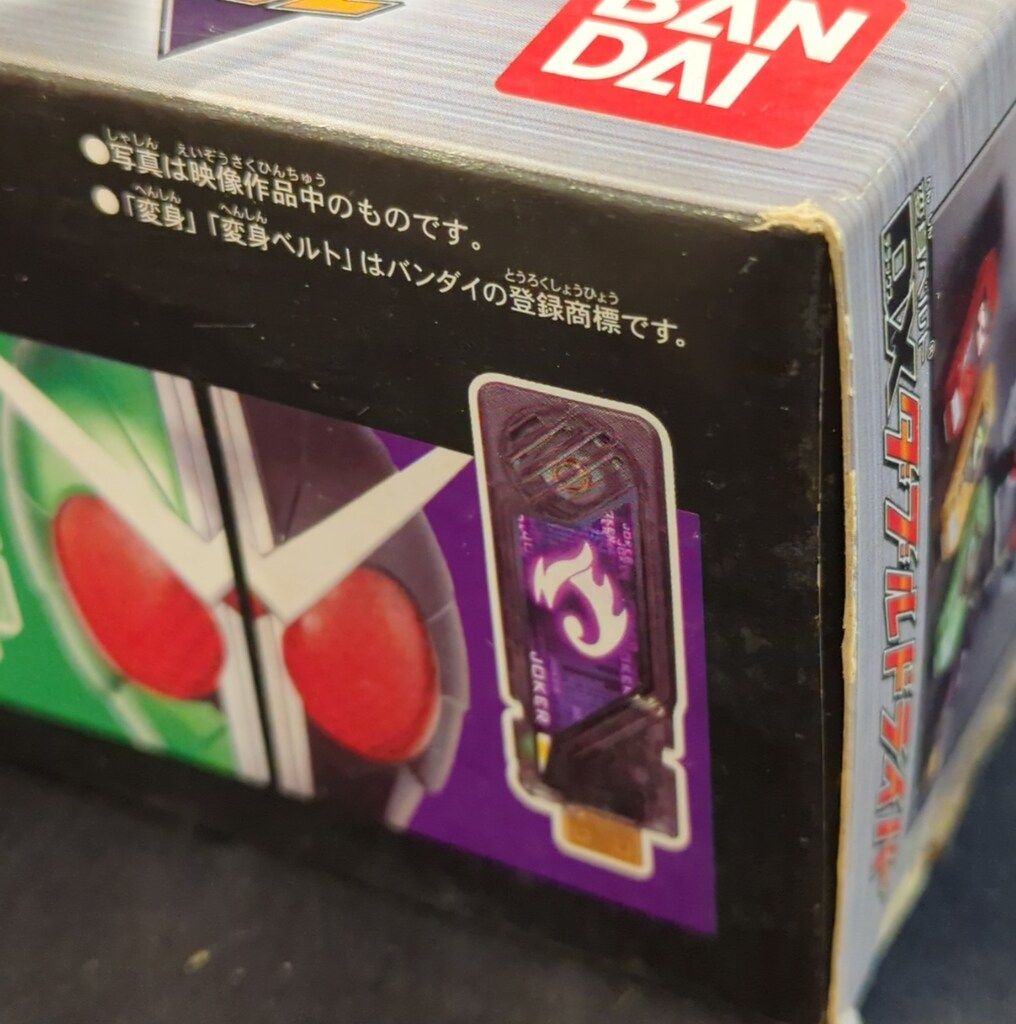 BAN
DAI
●写真は映像作品中のものです。
●「変身」「変身ベルト」はバンダイの登録商標です。
JOKER
DXダブルドライバー